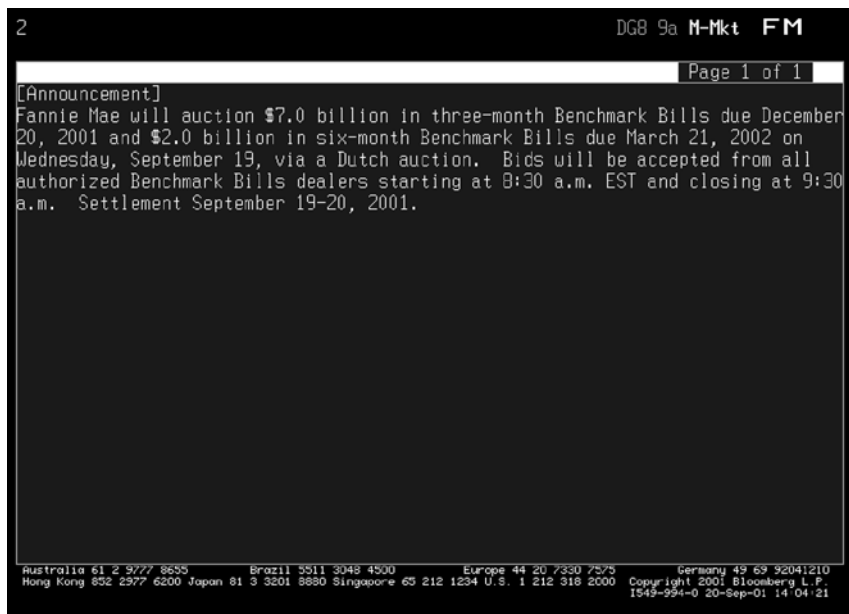 2 DG8 9a M-Mkt FM
Page 1 of 1
[Announcement]
Fannie Mae will auction $7.0 billion in three-month Benchmark Bills due December
20, 2001 and $2.0 billion in six-month Benchmark Bills due March 21, 2002 on
Wednesday, September 19, via a Dutch auction.  Bids will be accepted from all
authorized Benchmark Bills dealers starting at 8:30 a.m. EST and closing at 9:30
a.m.  Settlement September 19-20, 2001.
Australia 61 2 9777 8655 Brazil 5511 3048 4500 Europe 44 20 7330 7575 Germany 49 69 92041210
Hong Kong 852 2977 6200 Japan 81 3 3201 8880 Singapore 65 212 1234 U.S. 1 212 318 2000 Copyright 2001 Bloomberg L.P.
I549-994-0 20-Sep-01 14:04:21